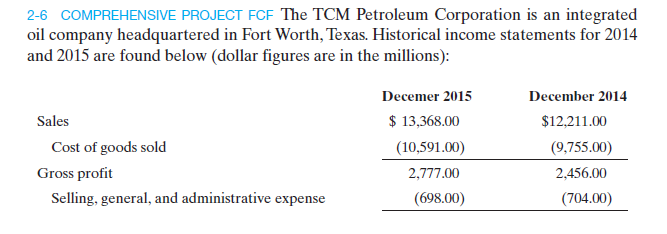 2-6 COMPREHENSIVE PROJECT FCF The TCM Petroleum Corporation is an integrated
oil company headquartered in Fort Worth, Texas. Historical income statements for 2014
and 2015 are found below (dollar figures are in the millions):
Decemer 2015 December 2014
Sales $ 13,368.00 $12,211.00
Cost of goods sold (10,591.00) (9,755.00)
Gross profit 2,777.00 2,456.00
Selling, general, and administrative expense (698.00) (704.00)